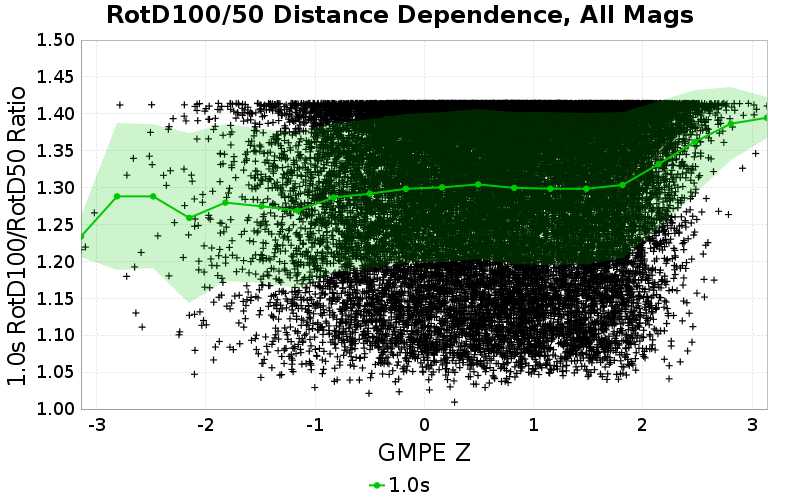 RotD100/50 Distance Dependence, All Mags
1.0s RotD100/RotD50 Ratio
1.50
1.45
1.40
1.35
1.30
1.25
1.20
1.15
1.10
1.05
1.00
-3 -2 -1 0 1 2 3
GMPE Z
1.0s